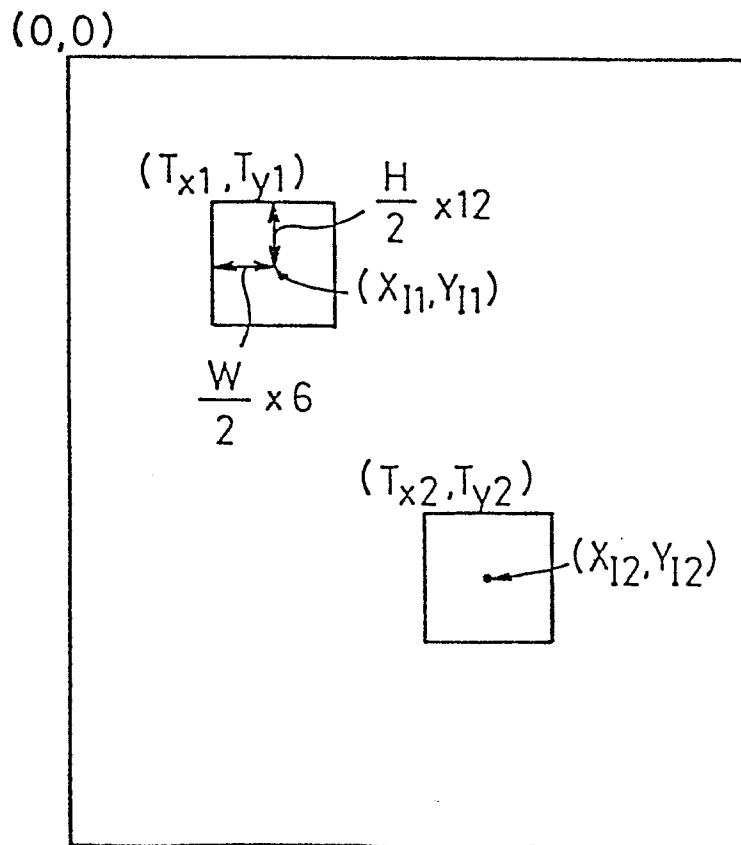 (0,0)
(Tx1,Ty1)
H/2 x12
(XI1,YI1)
W/2 x6
(Tx2,Ty2)
(XI2,YI2)